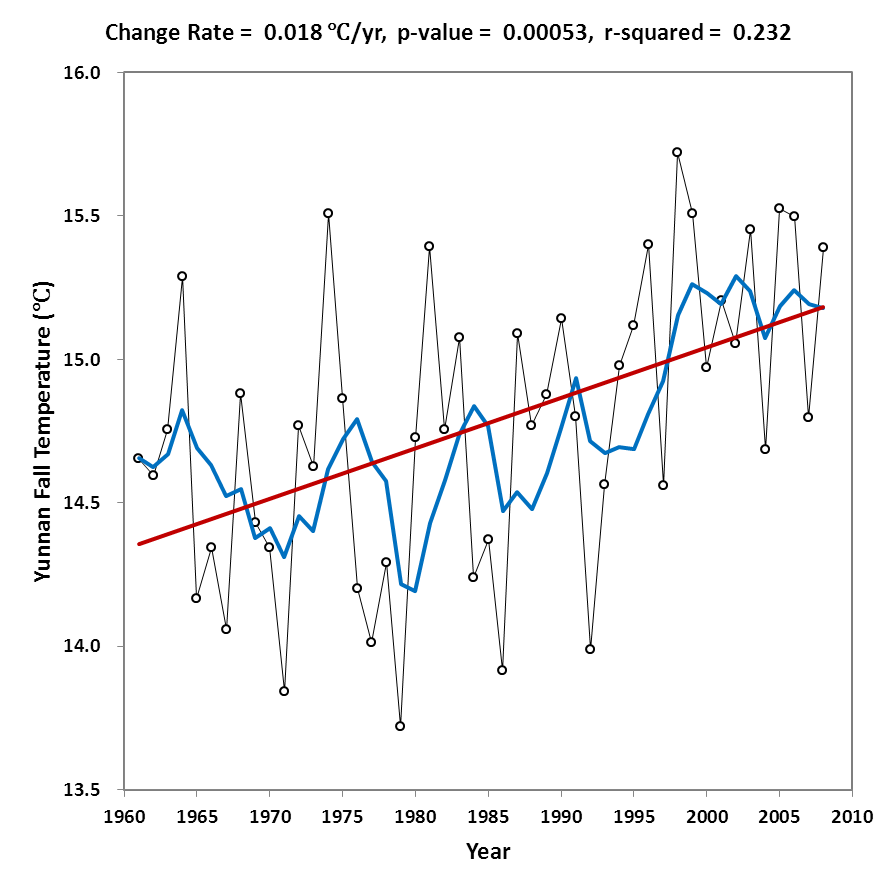 Change Rate = 0.018 ℃/yr, p-value = 0.00053, r-squared = 0.232
16.0
15.5
15.0
14.5
14.0
13.5
Yunnan Fall Temperature (℃)
1960 1965 1970 1975 1980 1985 1990 1995 2000 2005 2010
Year